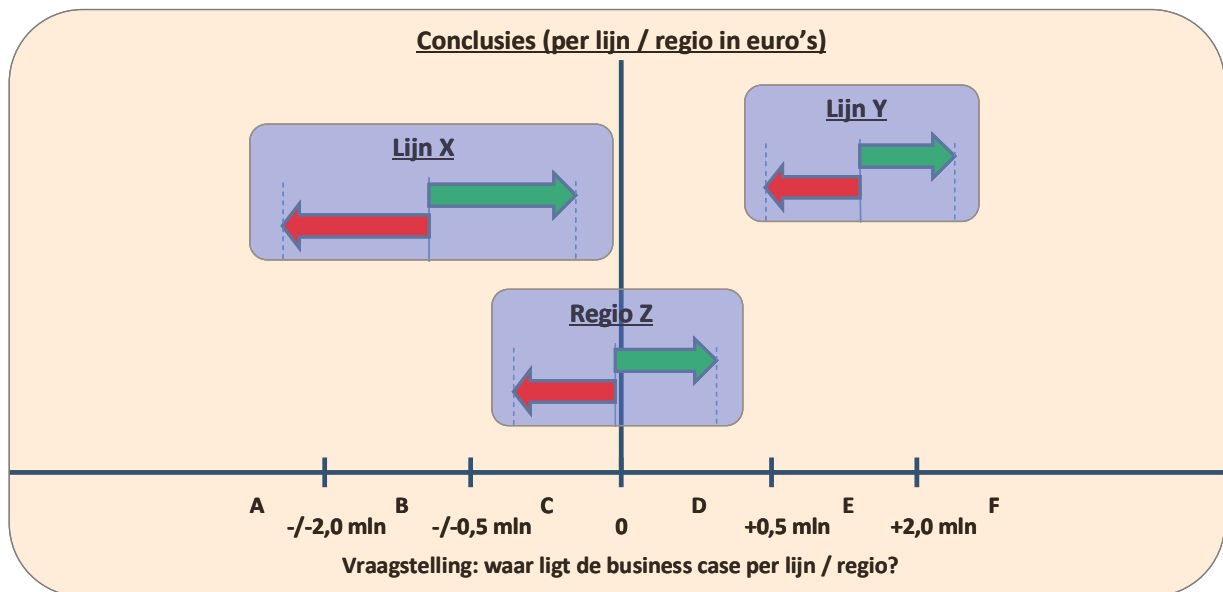 Conclusies (per lijn / regio in euro’s)
Lijn Y
Lijn X
Regio Z
A B C D E F
-/-2,0 mln -/-0,5 mln 0 +0,5 mln +2,0 mln
Vraagstelling: waar ligt de business case per lijn / regio?